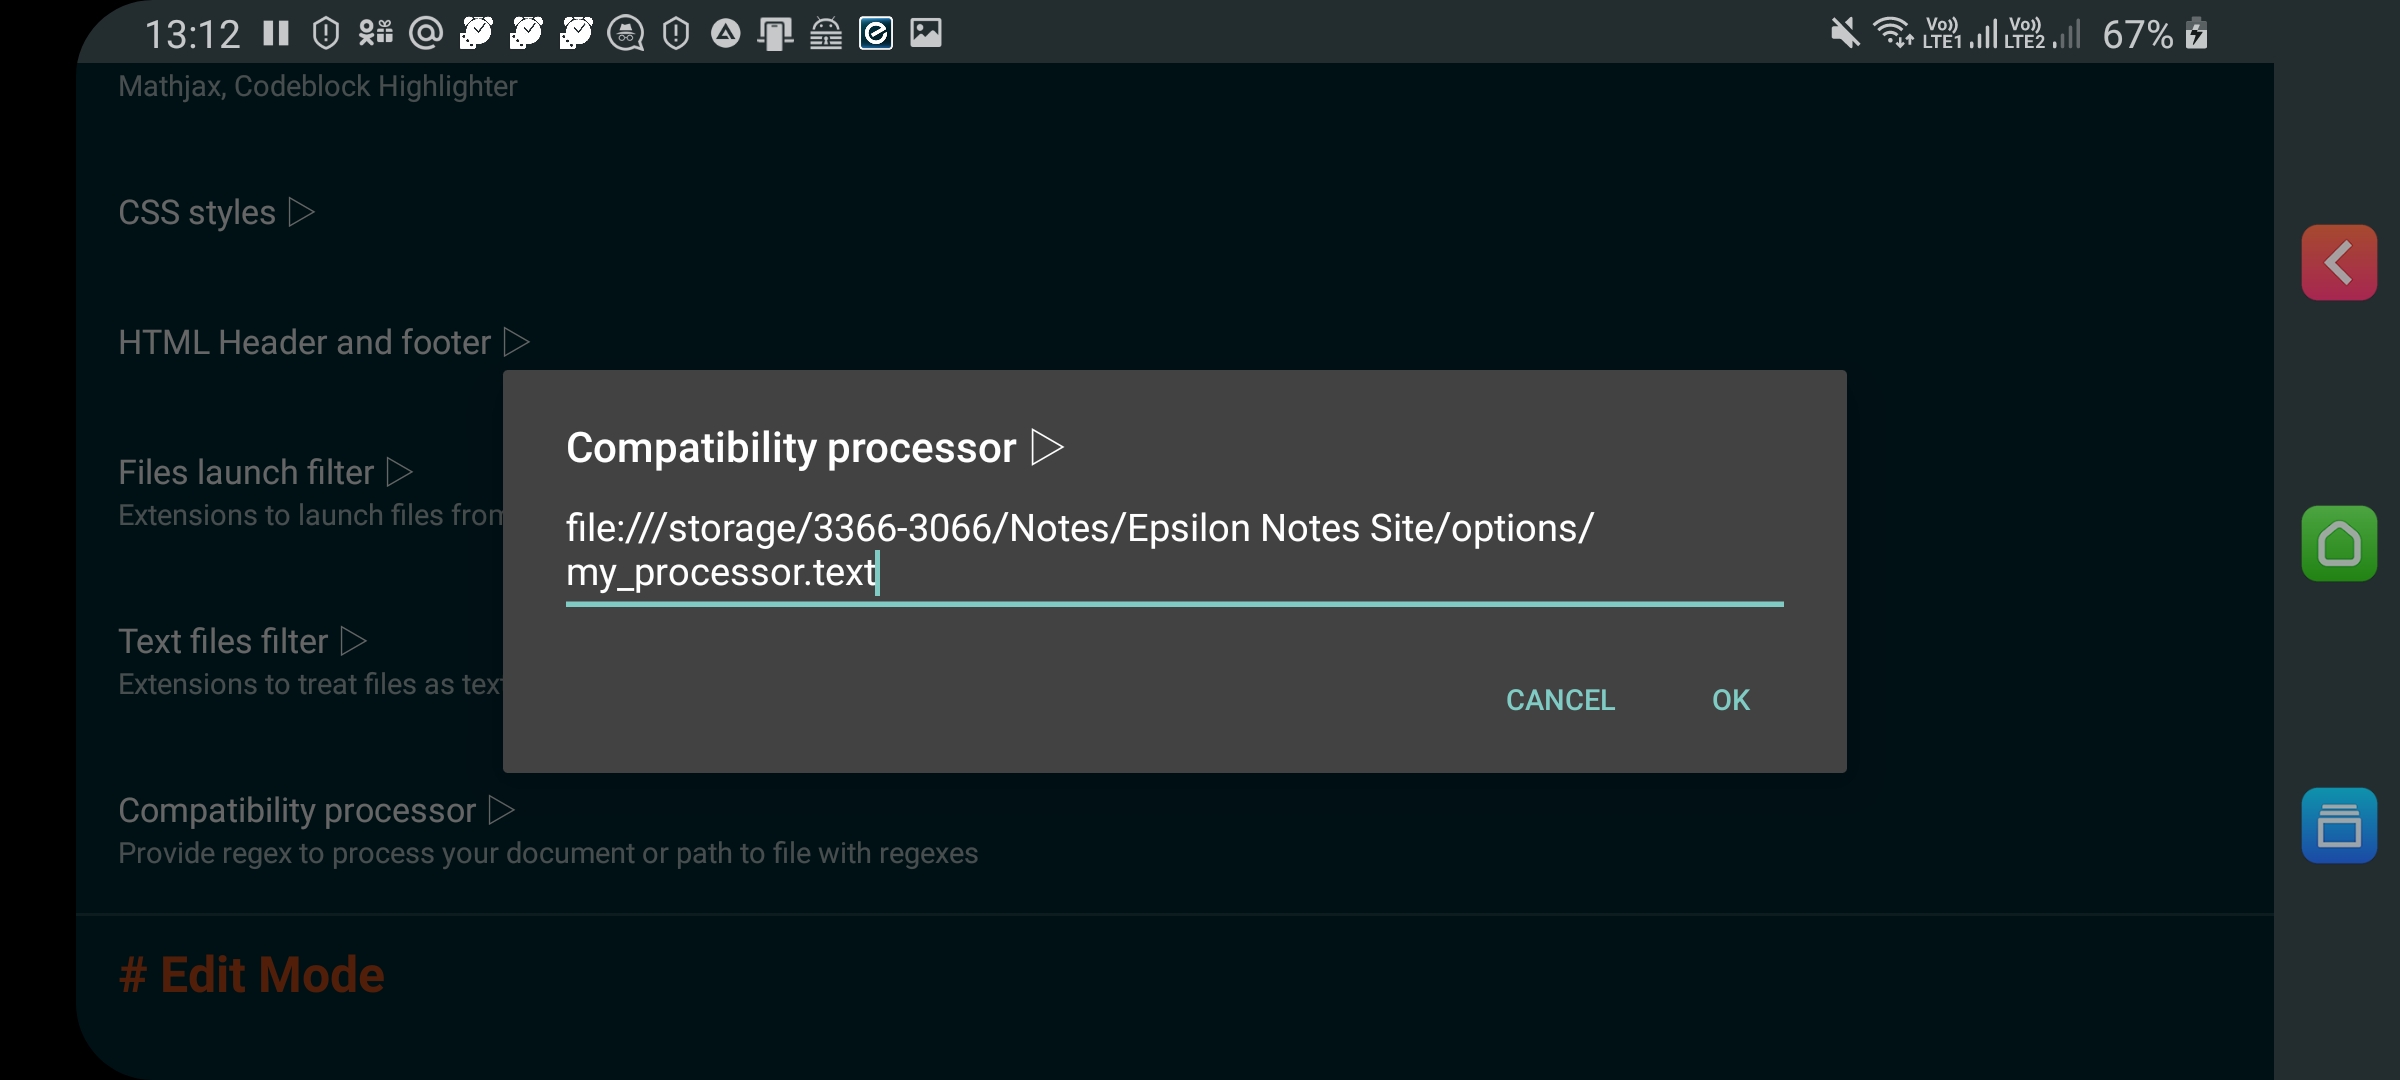 13:12
Vo)) LTE1 Vo)) LTE2 67%
Mathjax, Codeblock Highlighter
CSS styles
HTML Header and footer
Files launch filter
Extensions to launch files from
Text files filter
Extensions to treat files as text
Compatibility processor
file:///storage/3366-3066/Notes/Epsilon Notes Site/options/
my_processor.text
CANCEL OK
Compatibility processor
Provide regex to process your document or path to file with regexes
# Edit Mode